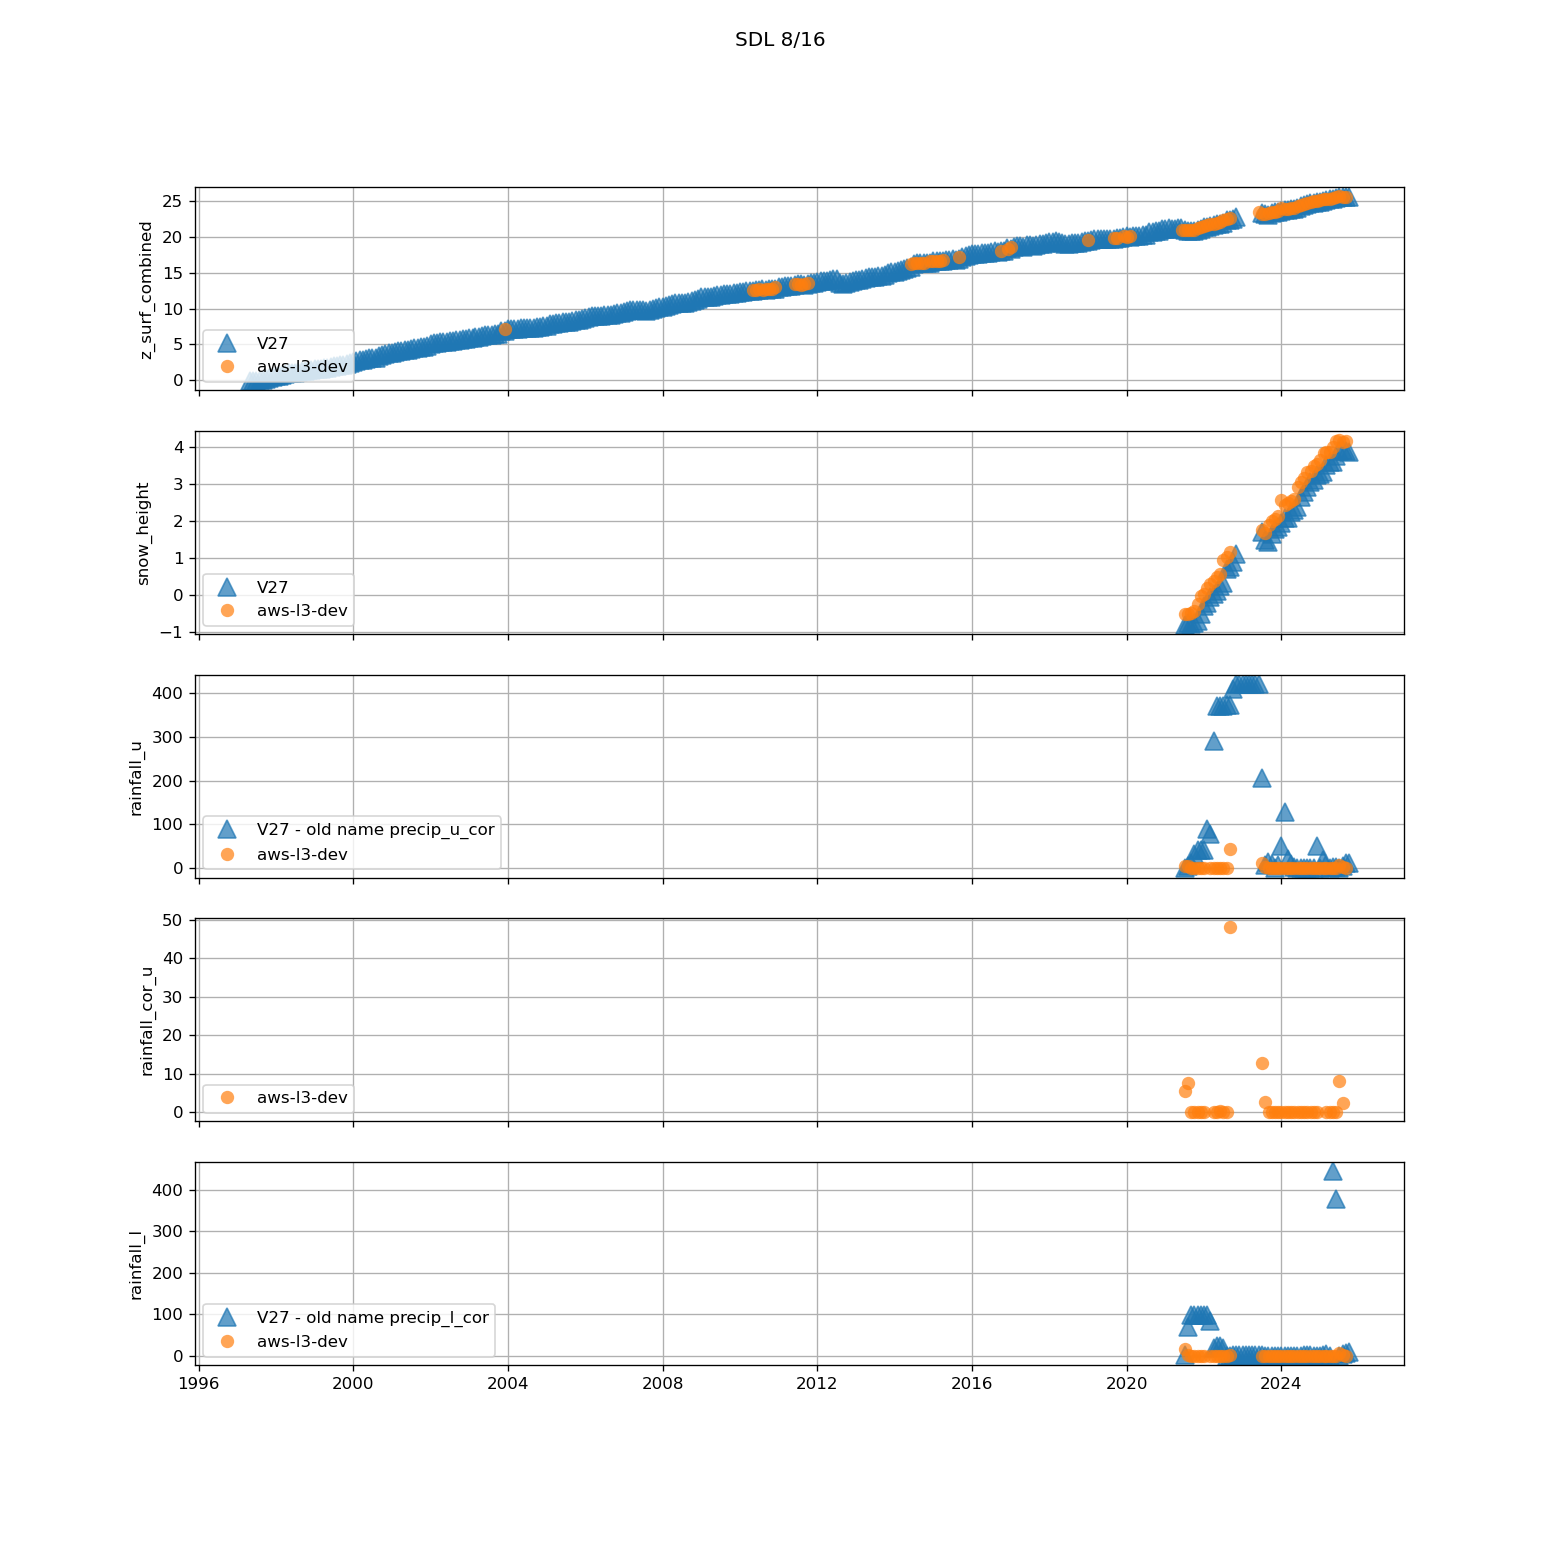 SDL 8/16
z_surf_combined
25
20
15
10
5
0
V27
aws-l3-dev
snow_height
4
3
2
1
0
−1
V27
aws-l3-dev
rainfall_u
400
300
200
100
0
V27 - old name precip_u_cor
aws-l3-dev
rainfall_cor_u
50
40
30
20
10
0
aws-l3-dev
rainfall_l
400
300
200
100
0
V27 - old name precip_l_cor
aws-l3-dev
1996 2000 2004 2008 2012 2016 2020 2024